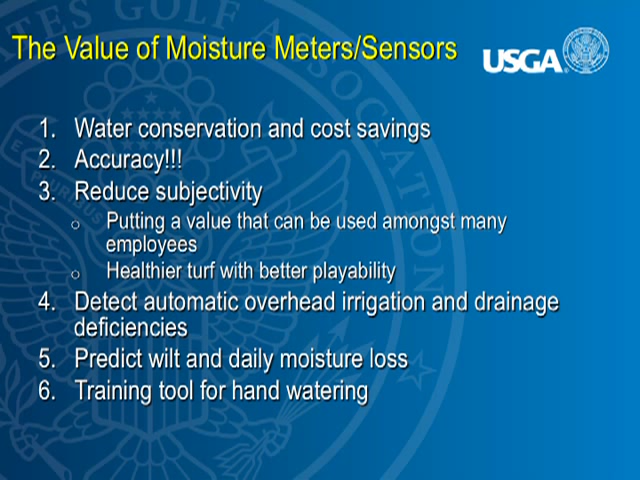 The Value of Moisture Meters/Sensors
USGA®
1. Water conservation and cost savings
2. Accuracy!!!
3. Reduce subjectivity
○ Putting a value that can be used amongst many
employees
○ Healthier turf with better playability
4. Detect automatic overhead irrigation and drainage
deficiencies
5. Predict wilt and daily moisture loss
6. Training tool for hand watering